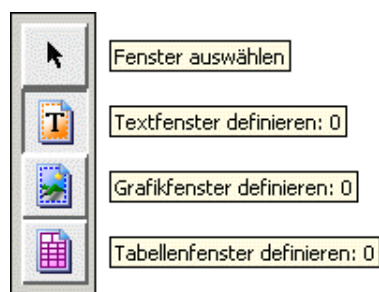 Fenster auswählen
T
Textfenster definieren: 0
Grafikfenster definieren: 0
Tabellenfenster definieren: 0